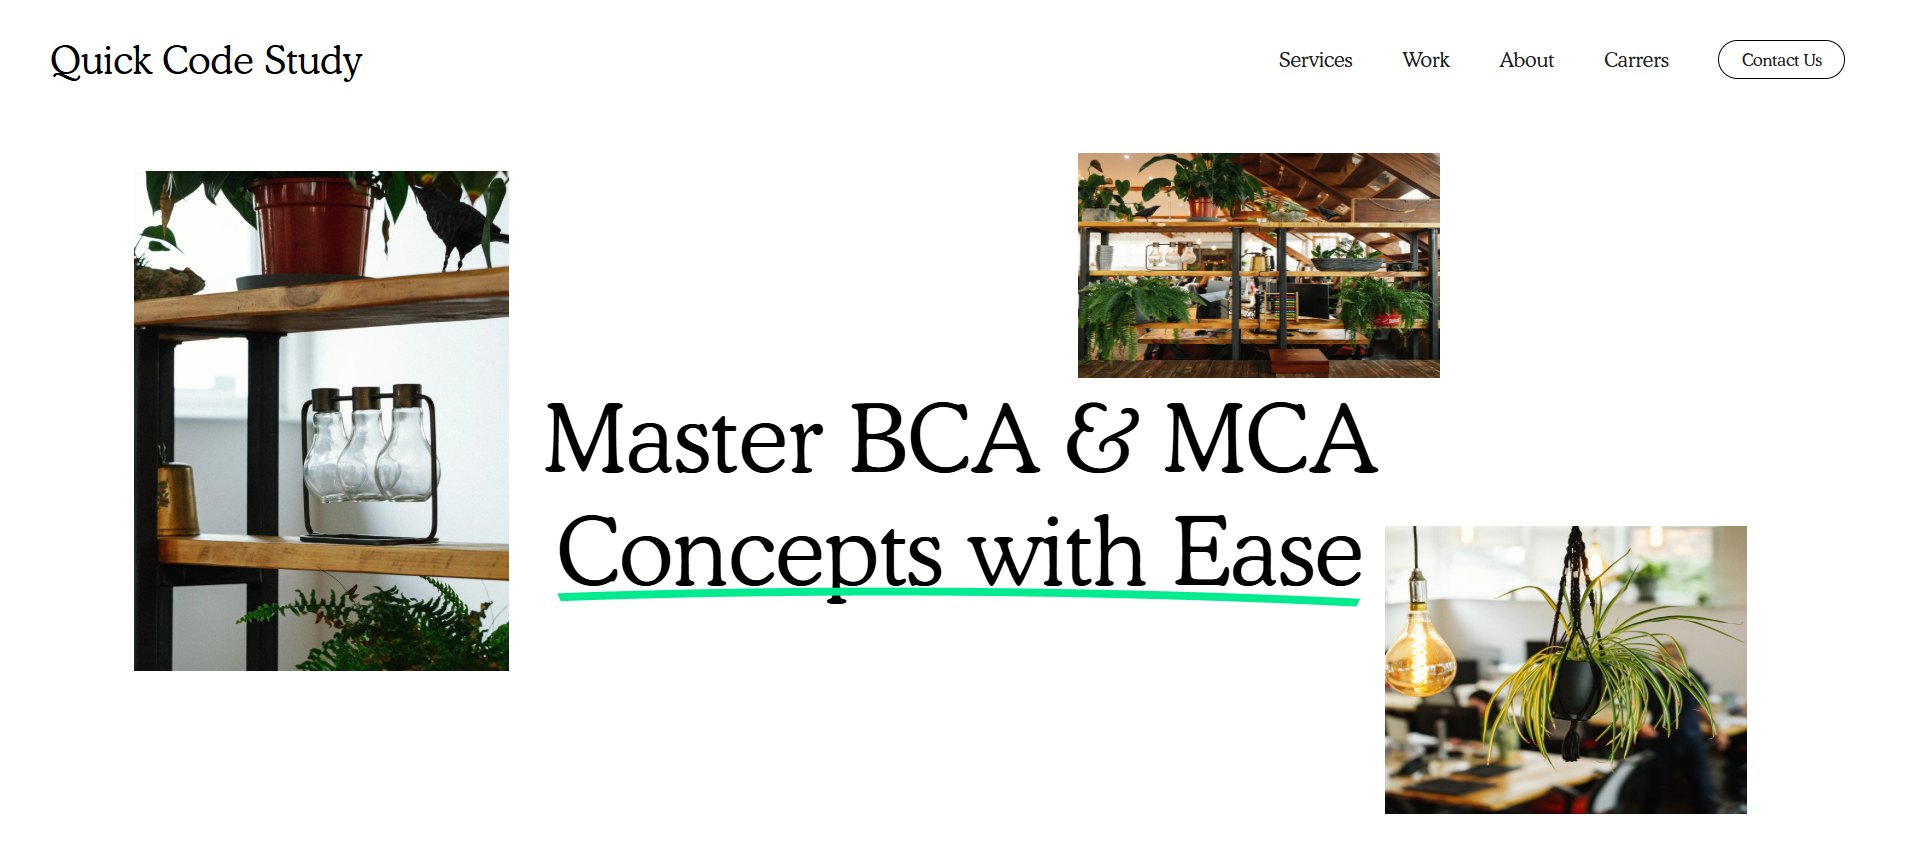 Quick Code Study
Services Work About Carrers Contact Us
Master BCA & MCA
Concepts with Ease